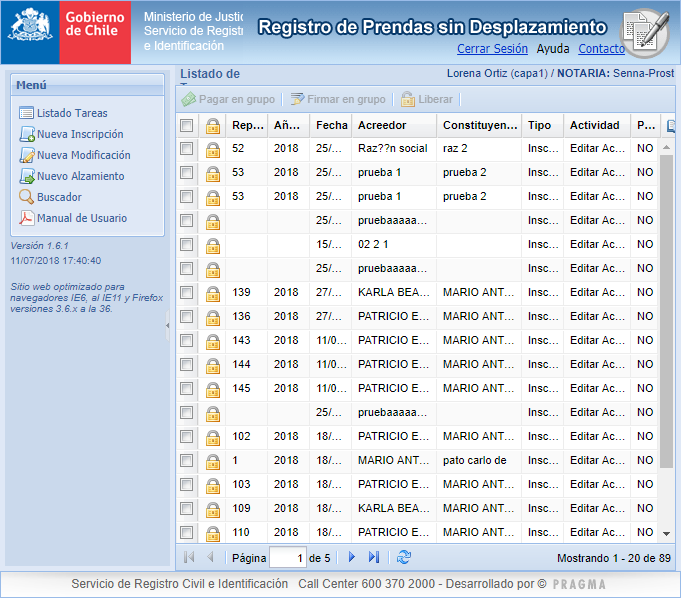 Gobierno
de Chile
Ministerio de Justic
Servicio de Registr
e Identificación
Registro de Prendas sin Desplazamiento
Cerrar Sesión Ayuda Contacto
Menú
Listado Tareas
Nueva Inscripción
Nueva Modificación
Nuevo Alzamiento
Buscador
Manual de Usuario
Versión 1.6.1
11/07/2018 17:40:40
Sitio web optimizado para
navegadores IE6, al IE11 y Firefox
versiones 3.6.x a la 36.
Listado de
Lorena Ortiz (capa1) / NOTARIA: Senna-Prost
Pagar en grupo Firmar en grupo Liberar
Rep... Añ... Fecha Acreedor Constituyen... Tipo Actividad P...
52 2018 25/... Raz??n social raz 2 Insc... Editar Ac... NO
53 2018 25/... prueba 1 prueba 2 Insc... Editar Ac... NO
53 2018 25/... prueba 1 prueba 2 Insc... Editar Ac... NO
25/... pruebaaaaa... Insc... Editar Ac... NO
15/... 02 2 1 Insc... Editar Ac... NO
25/... pruebaaaaa... Insc... Editar Ac... NO
139 2018 27/... KARLA BEA... MARIO ANT... Insc... Editar Ac... NO
136 2018 27/... PATRICIO E... MARIO ANT... Insc... Editar Ac... NO
143 2018 11/0... PATRICIO E... MARIO ANT... Insc... Editar Ac... NO
144 2018 11/0... PATRICIO E... MARIO ANT... Insc... Editar Ac... NO
145 2018 11/0... PATRICIO E... MARIO ANT... Insc... Editar Ac... NO
25/... pruebaaaaa... Insc... Editar Ac... NO
102 2018 18/... PATRICIO E... MARIO ANT... Insc... Editar Ac... NO
1 2018 18/... MARIO ANT... pato carlo de Insc... Editar Ac... NO
103 2018 18/... PATRICIO E... MARIO ANT... Insc... Editar Ac... NO
109 2018 18/... KARLA BEA... MARIO ANT... Insc... Editar Ac... NO
110 2018 18/... PATRICIO E... MARIO ANT... Insc... Editar Ac... NO
Página 1 de 5 Mostrando 1 - 20 de 89
Servicio de Registro Civil e Identificación Call Center 600 370 2000 - Desarrollado por © PRAGMA